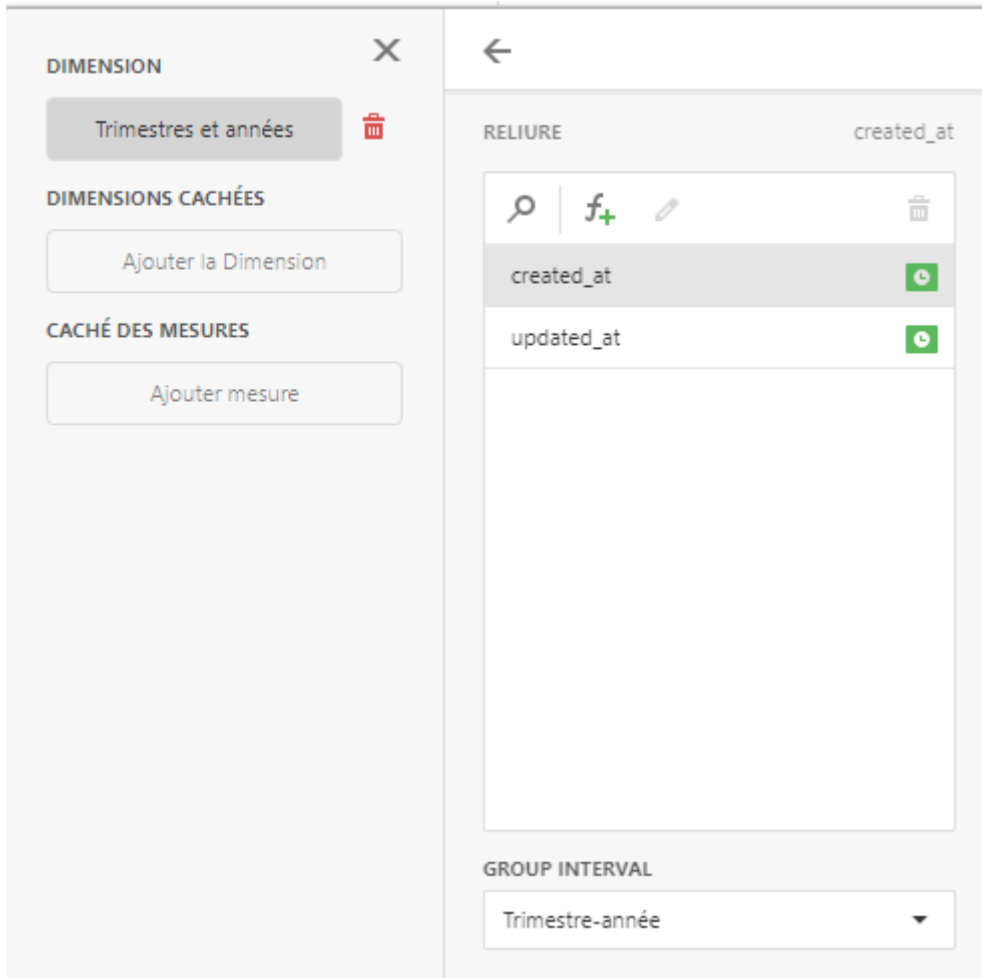 DIMENSION
Trimestres et années
DIMENSIONS CACHÉES
Ajouter la Dimension
CACHÉ DES MESURES
Ajouter mesure
RELIURE created_at
created_at
updated_at
GROUP INTERVAL
Trimestre-année